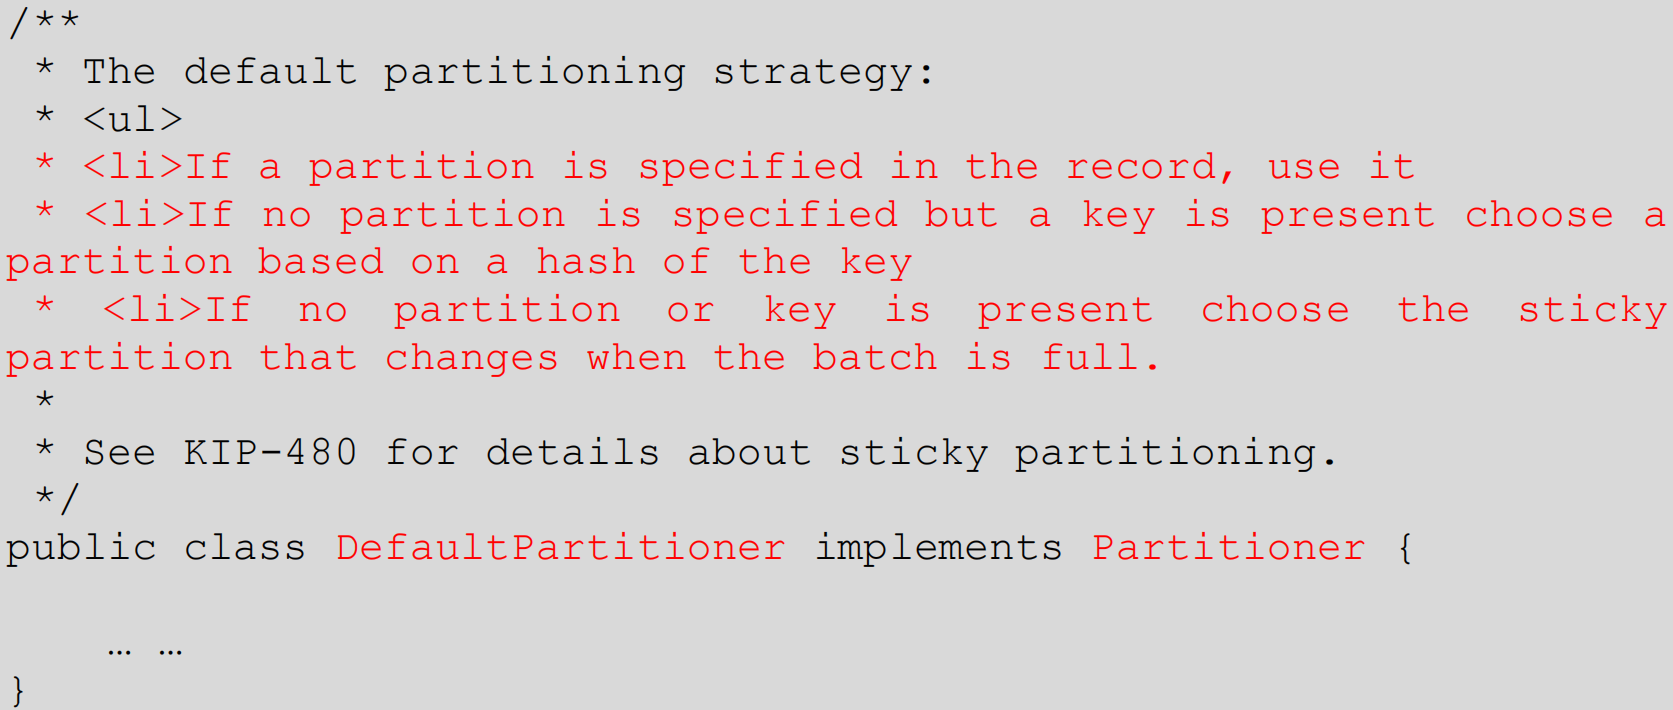 /**
 * The default partitioning strategy:
 * <ul>
 * <li>If a partition is specified in the record, use it
 * <li>If no partition is specified but a key is present choose a
partition based on a hash of the key
 * <li>If no partition or key is present choose the sticky
partition that changes when the batch is full.
 *
 * See KIP-480 for details about sticky partitioning.
 */
public class DefaultPartitioner implements Partitioner {
    … …
}